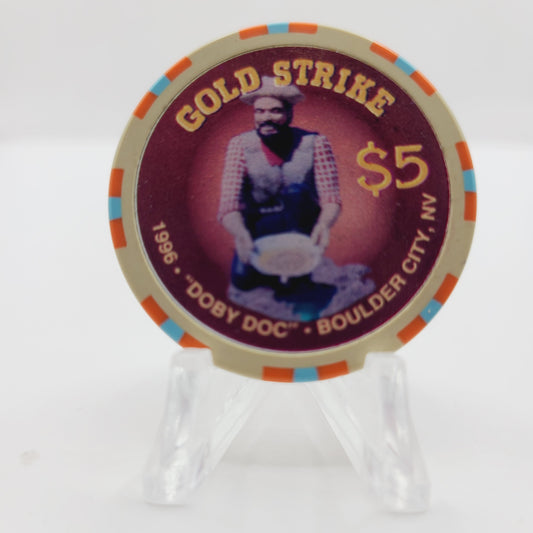 GOLD STRIKE
$5
1996 • "DOBY DOC" • BOULDER CITY, NV